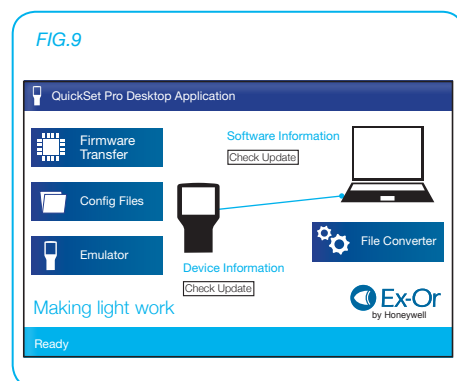 FIG.9
QuickSet Pro Desktop Application
Firmware
Transfer
Software Information
Check Update
Config Files
Emulator
File Converter
Device Information
Check Update
Making light work
Ex-Or
by Honeywell
Ready